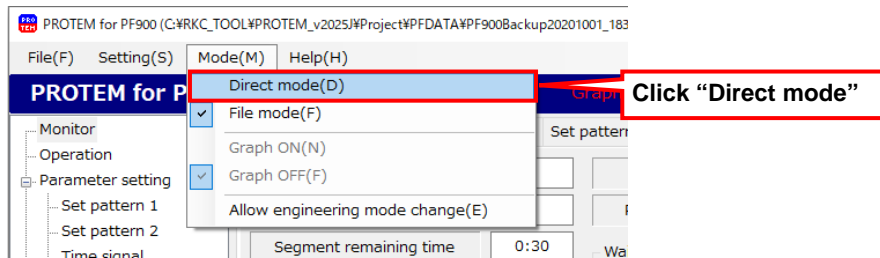 PROTEM for PF900 (C:¥RKC_TOOL¥PROTEM_v2025J¥Project¥PFDATA¥PF900Backup20201001_183
File(F) Setting(S) Mode(M) Help(H)
PROTEM for P
Direct mode(D)
Click “Direct mode”
File mode(F)
Monitor
Set pattern
Operation
Graph ON(N)
Parameter setting
Graph OFF(F)
Set pattern 1
Allow engineering mode change(E)
Set pattern 2
Segment remaining time 0:30
Time signal
Wa